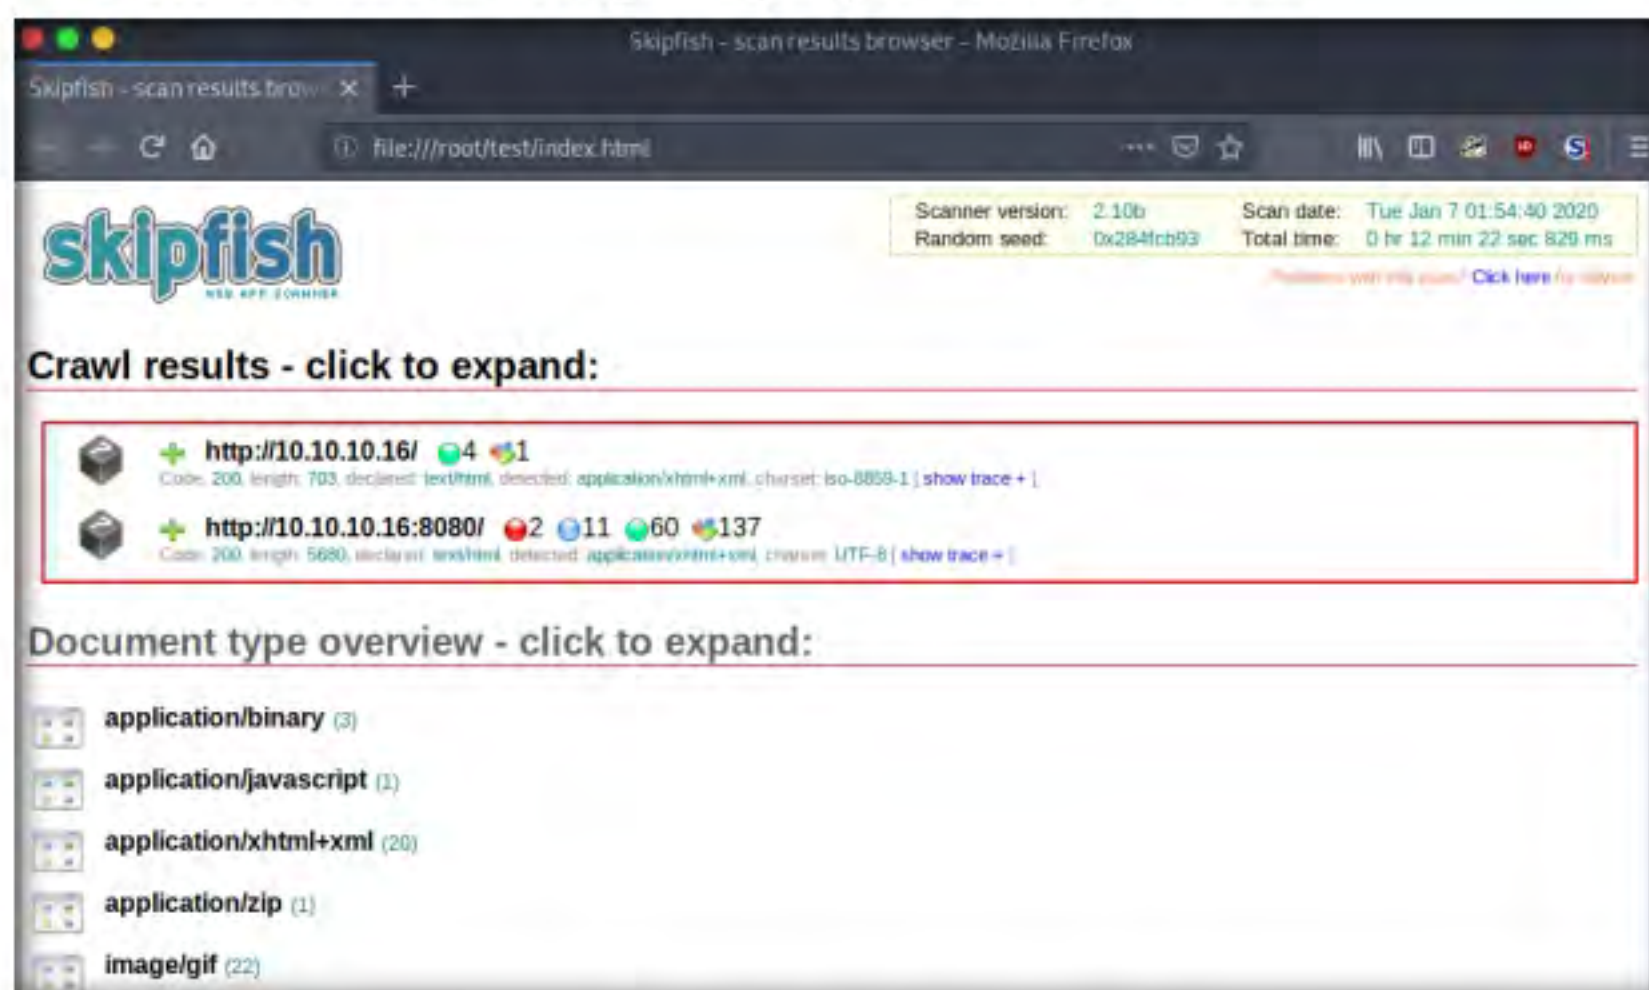 Skipfish - scan results browser - Mozilla Firefox
Skipfish - scan results brow
file:///root/test/index.html
skipfish
WEB APP SCANNER
Scanner version: 2.10b Scan date: Tue Jan 7 01:54:40 2020
Random seed: 0x284fcb93 Total time: 0 hr 12 min 22 sec 829 ms
Click here
Crawl results - click to expand:
http://10.10.10.16/ 4 1
Code: 200, length: 703, declared: text/html, detected: application/xhtml+xml, charset: iso-8859-1 [ show trace + ]
http://10.10.10.16:8080/ 2 11 60 137
Code: 200, length: 5680, declared: text/html, detected: application/xhtml+xml, charset: UTF-8 [ show trace + ]
Document type overview - click to expand:
application/binary (3)
application/javascript (1)
application/xhtml+xml (20)
application/zip (1)
image/gif (22)